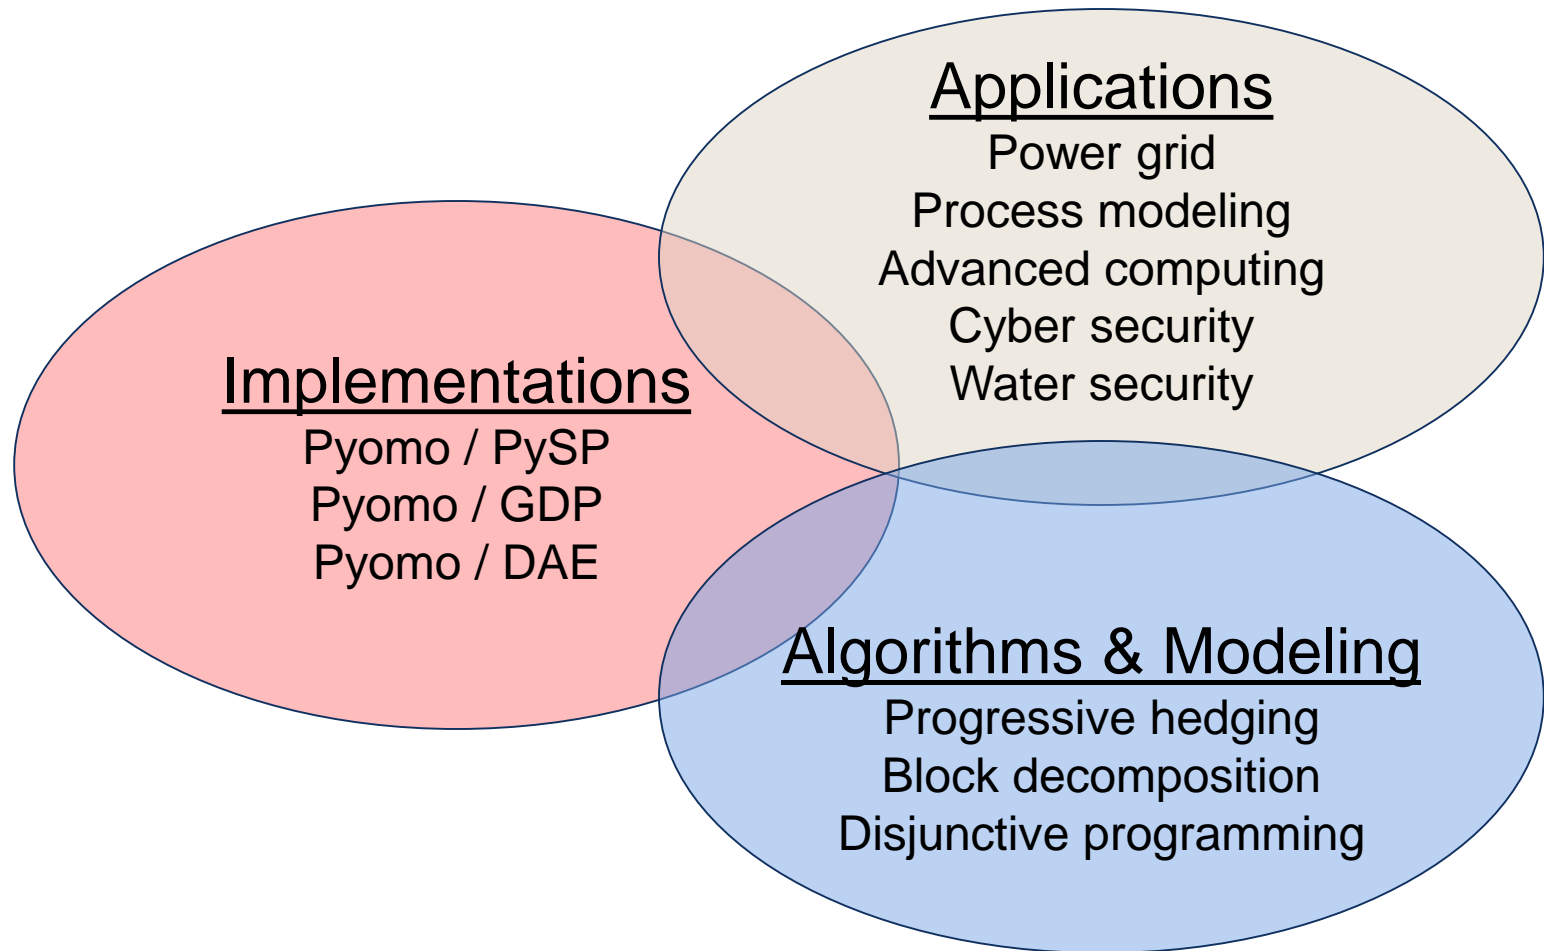 Applications
Power grid
Process modeling
Advanced computing
Cyber security
Water security
Implementations
Pyomo / PySP
Pyomo / GDP
Pyomo / DAE
Algorithms & Modeling
Progressive hedging
Block decomposition
Disjunctive programming